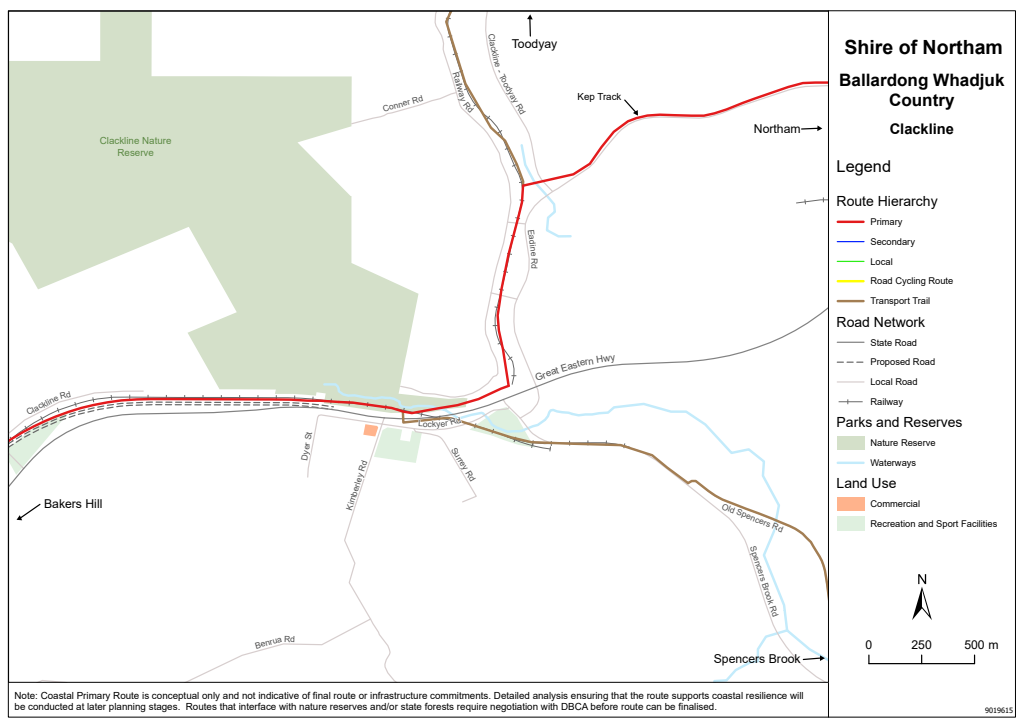 Toodyay
Clackline - Toodyay Rd
Railway Rd
Conner Rd
Kep Track
Northam
Clackline Nature
Reserve
Eadine Rd
Great Eastern Hwy
Clackline Rd
Lockyer Rd
Dyer St
Kimberley Rd
Surrey Rd
Bakers Hill
Old Spencers Rd
Spencers Brook Rd
Benrua Rd
Spencers Brook
Shire of Northam
Ballardong Whadjuk
Country
Clackline
Legend
Route Hierarchy
Primary
Secondary
Local
Road Cycling Route
Transport Trail
Road Network
State Road
Proposed Road
Local Road
Railway
Parks and Reserves
Nature Reserve
Waterways
Land Use
Commercial
Recreation and Sport Facilities
N
0 250 500 m
Note: Coastal Primary Route is conceptual only and not indicative of final route or infrastructure commitments. Detailed analysis ensuring that the route supports coastal resilience will
be conducted at later planning stages. Routes that interface with nature reserves and/or state forests require negotiation with DBCA before route can be finalised.
9019615